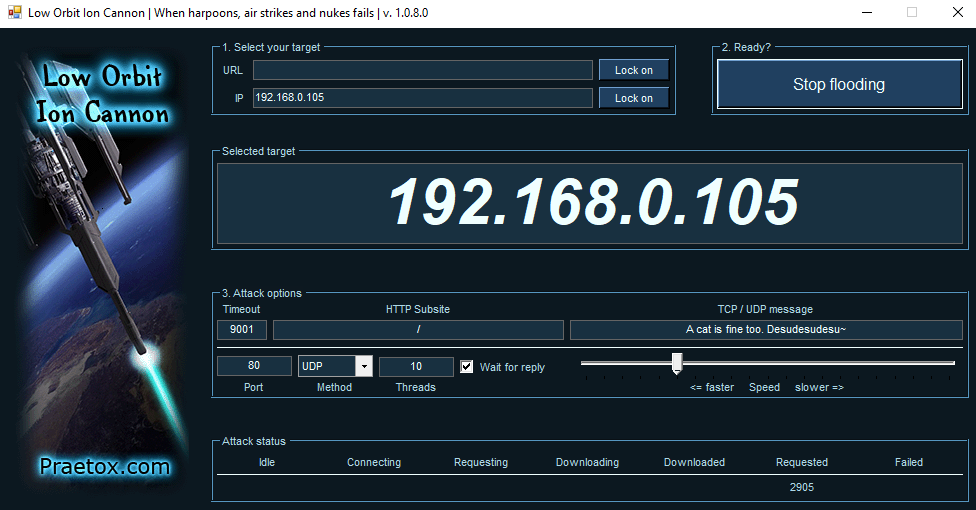 Low Orbit Ion Cannon | When harpoons, air strikes and nukes fails | v. 1.0.8.0
Low Orbit
Ion Cannon
Praetox.com
1. Select your target
URL Lock on
IP 192.168.0.105 Lock on
2. Ready?
Stop flooding
Selected target
192.168.0.105
3. Attack options
Timeout HTTP Subsite TCP / UDP message
9001 / A cat is fine too. Desudesudesu~
80 UDP 10 Wait for reply
Port Method Threads <= faster Speed slower =>
Attack status
Idle Connecting Requesting Downloading Downloaded Requested Failed
2905